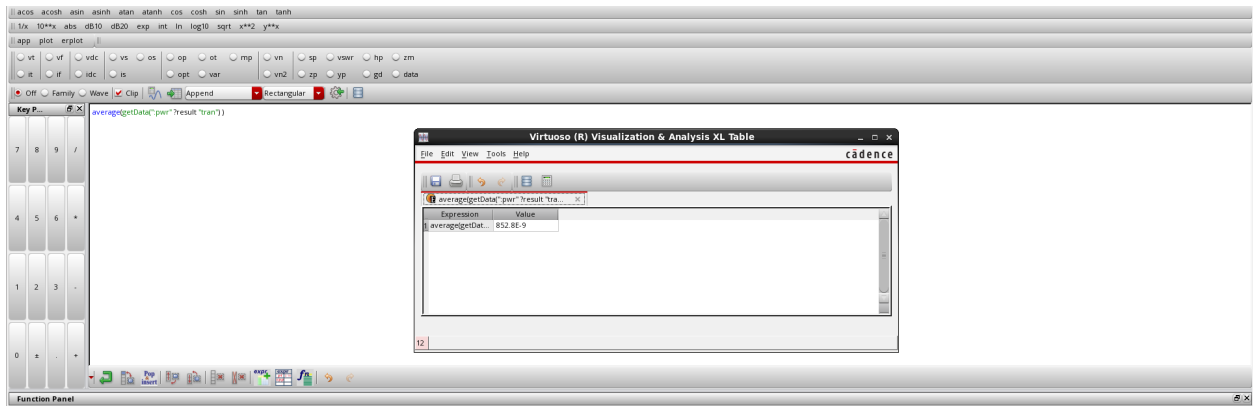 acos acosh asin asinh atan atanh cos cosh sin sinh tan tanh
1/x 10**x abs dB10 dB20 exp int ln log10 sqrt x**2 y**x
app plot erplot
vt vf vdc vs os op ot mp vn sp vswr hp zm
it if idc is opt var vn2 zp yp gd data
Off Family Wave Clip Append Rectangular
Key P...
average(getData(":pwr" ?result "tran"))
7 8 9 /
4 5 6 *
1 2 3 -
0 ± . +
Virtuoso (R) Visualization & Analysis XL Table
File Edit View Tools Help
cādence
average(getData(":pwr" ?result "tra...
Expression Value
1 average(getDat... 852.8E-9
12
Pop
insert
expr
expr
Function Panel